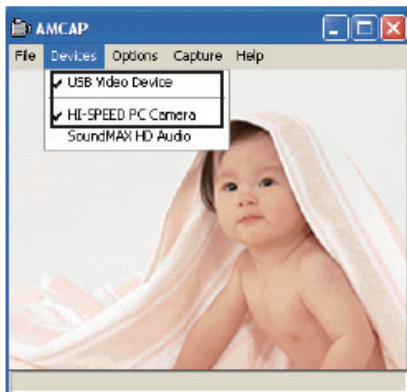 AMCAP
File Devices Options Capture Help
✓ USB Video Device
✓ HI-SPEED PC Camera
SoundMAX HD Audio